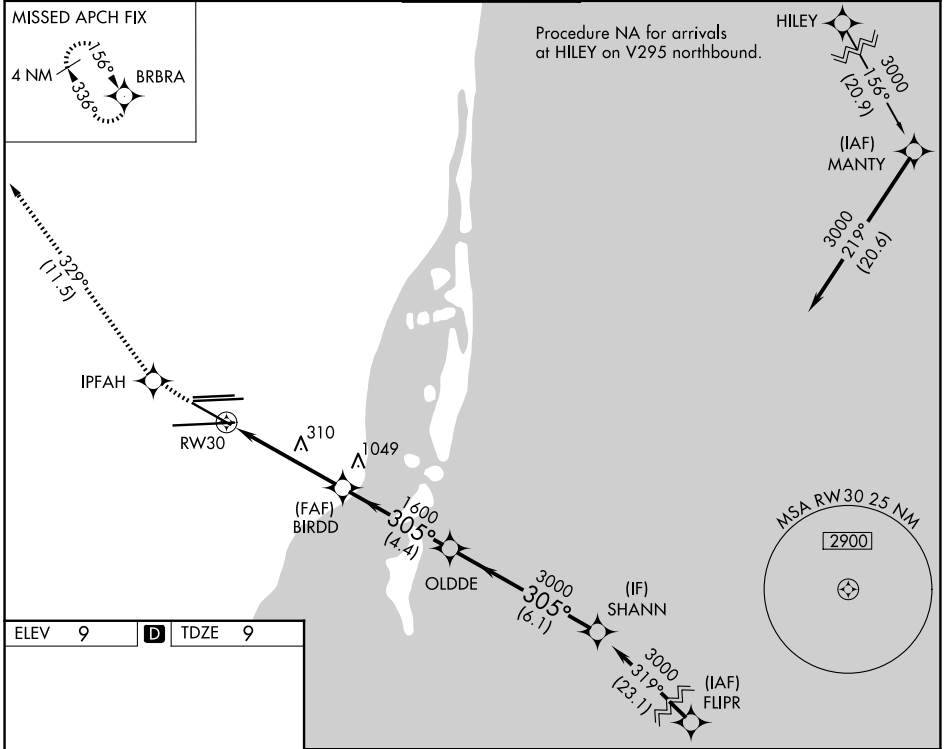 MISSED APCH FIX
4 NM
156°
336°
BRBRA
Procedure NA for arrivals
at HILEY on V295 northbound.
HILEY
3000
156°
(20.9)
(IAF)
MANTY
3000
219°
(20.6)
329°
(11.5)
IPFAH
RW30
310
1049
(FAF)
BIRDD
1600
305°
(4.4)
OLDDE
3000
305°
(6.1)
(IF)
SHANN
3000
319°
(23.1)
(IAF)
FLIPR
MSA RW30 25 NM
2900
ELEV 9 D TDZE 9